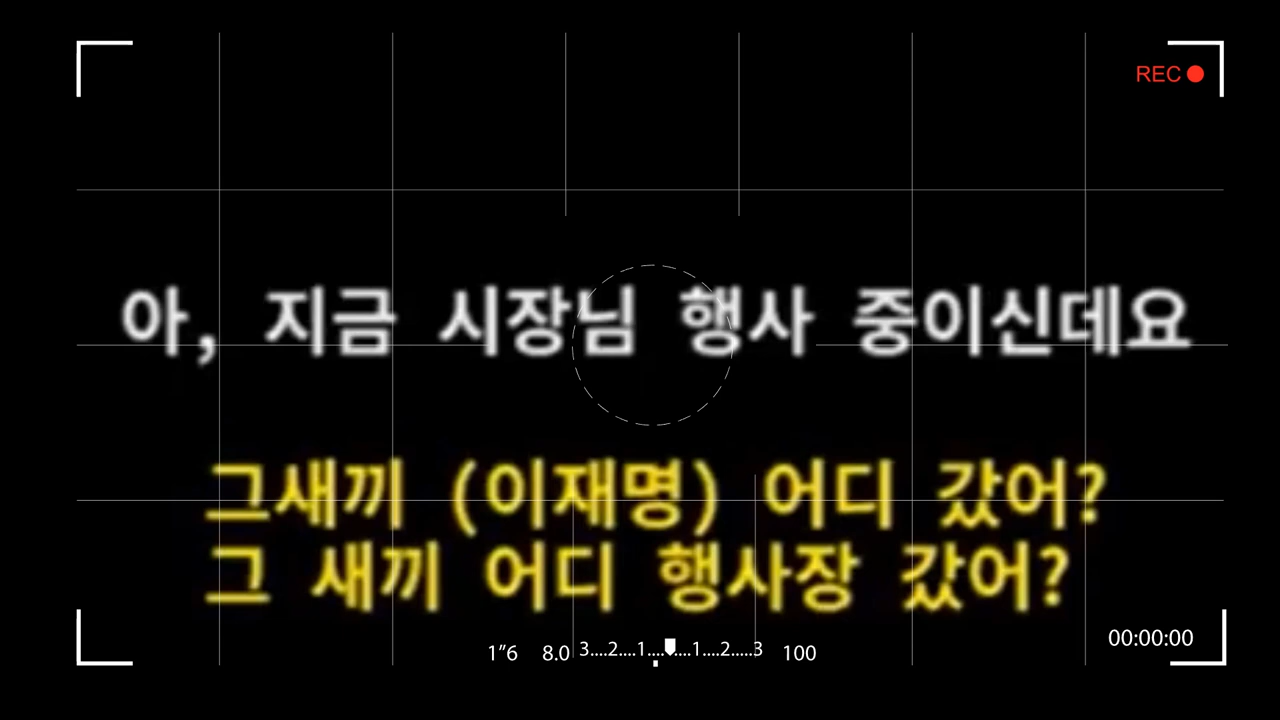 REC
아, 지금 시장님 행사 중이신데요
그새끼 (이재명) 어디 갔어?
그 새끼 어디 행사장 갔어?
1”6 8.0 3....2....1.... ....1....2.....3 100
00:00:00